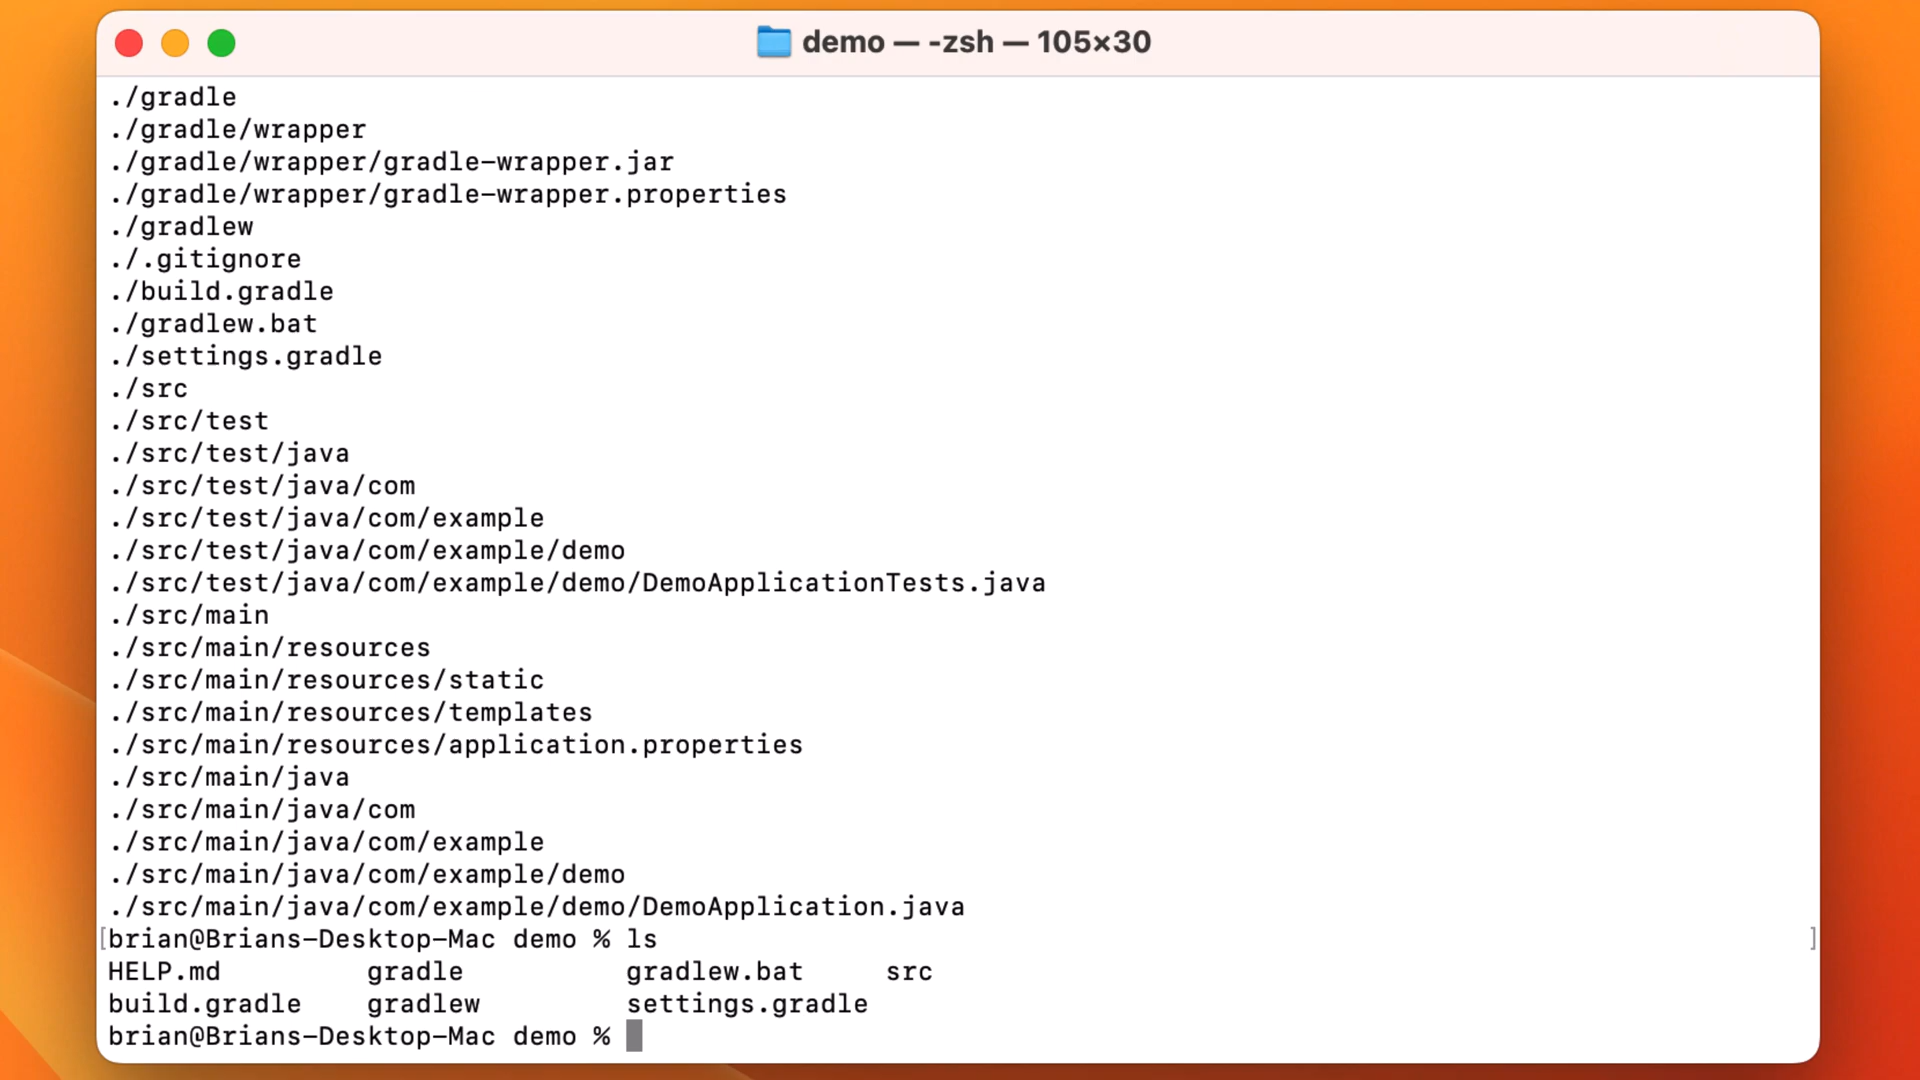 demo — -zsh — 105×30
./gradle
./gradle/wrapper
./gradle/wrapper/gradle-wrapper.jar
./gradle/wrapper/gradle-wrapper.properties
./gradlew
./.gitignore
./build.gradle
./gradlew.bat
./settings.gradle
./src
./src/test
./src/test/java
./src/test/java/com
./src/test/java/com/example
./src/test/java/com/example/demo
./src/test/java/com/example/demo/DemoApplicationTests.java
./src/main
./src/main/resources
./src/main/resources/static
./src/main/resources/templates
./src/main/resources/application.properties
./src/main/java
./src/main/java/com
./src/main/java/com/example
./src/main/java/com/example/demo
./src/main/java/com/example/demo/DemoApplication.java
[brian@Brians-Desktop-Mac demo % ls ]
HELP.md gradle gradlew.bat src
build.gradle gradlew settings.gradle
brian@Brians-Desktop-Mac demo %